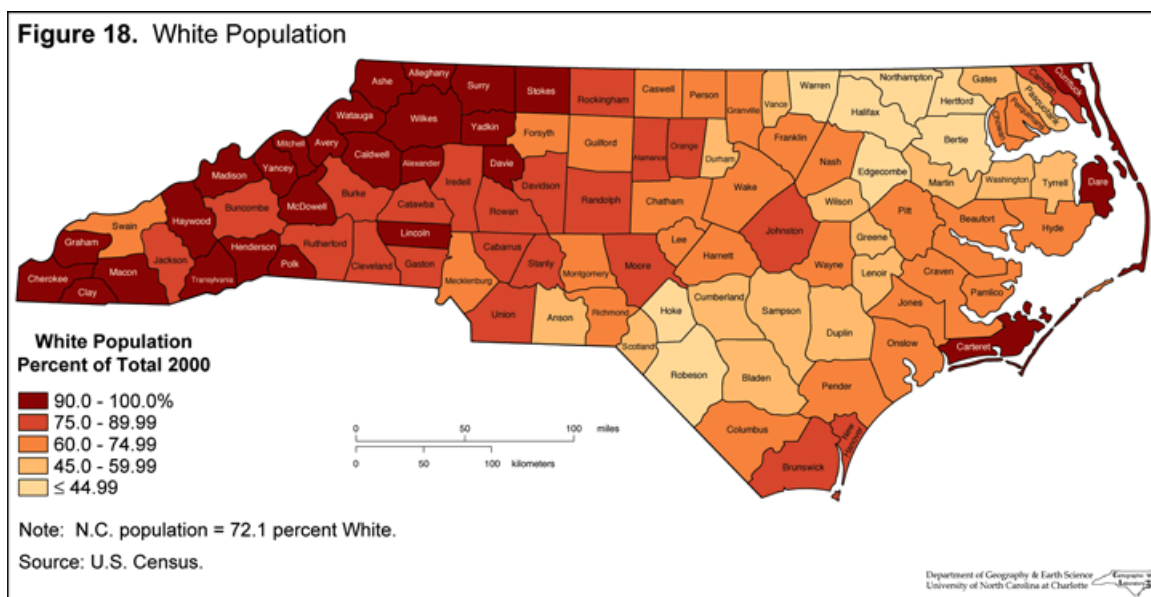 Figure 18. White Population
Ashe
Alleghany
Surry
Stokes
Rockingham
Caswell
Person
Granville
Vance
Warren
Northampton
Gates
Camden
Currituck
Pasquotank
Perquimans
Chowan
Hertford
Halifax
Bertie
Watauga
Wilkes
Yadkin
Forsyth
Guilford
Alamance
Orange
Durham
Franklin
Nash
Edgecombe
Martin
Washington
Tyrrell
Dare
Mitchell
Avery
Caldwell
Alexander
Davie
Iredell
Davidson
Randolph
Chatham
Wake
Wilson
Madison
Yancey
McDowell
Burke
Catawba
Rowan
Johnston
Greene
Pitt
Beaufort
Hyde
Swain
Haywood
Buncombe
Rutherford
Lincoln
Cabarrus
Stanly
Montgomery
Moore
Lee
Harnett
Wayne
Lenoir
Craven
Pamlico
Graham
Jackson
Henderson
Polk
Cleveland
Gaston
Mecklenburg
Cherokee
Macon
Clay
Transylvania
Union
Anson
Richmond
Hoke
Cumberland
Sampson
Duplin
Jones
Onslow
Carteret
Scotland
Robeson
Bladen
Pender
Columbus
Brunswick
New Hanover
White Population
Percent of Total 2000
90.0 - 100.0%
75.0 - 89.99
60.0 - 74.99
45.0 - 59.99
≤ 44.99
0 50 100 miles
0 50 100 kilometers
Note: N.C. population = 72.1 percent White.
Source: U.S. Census.
Department of Geography & Earth Science
University of North Carolina at Charlotte